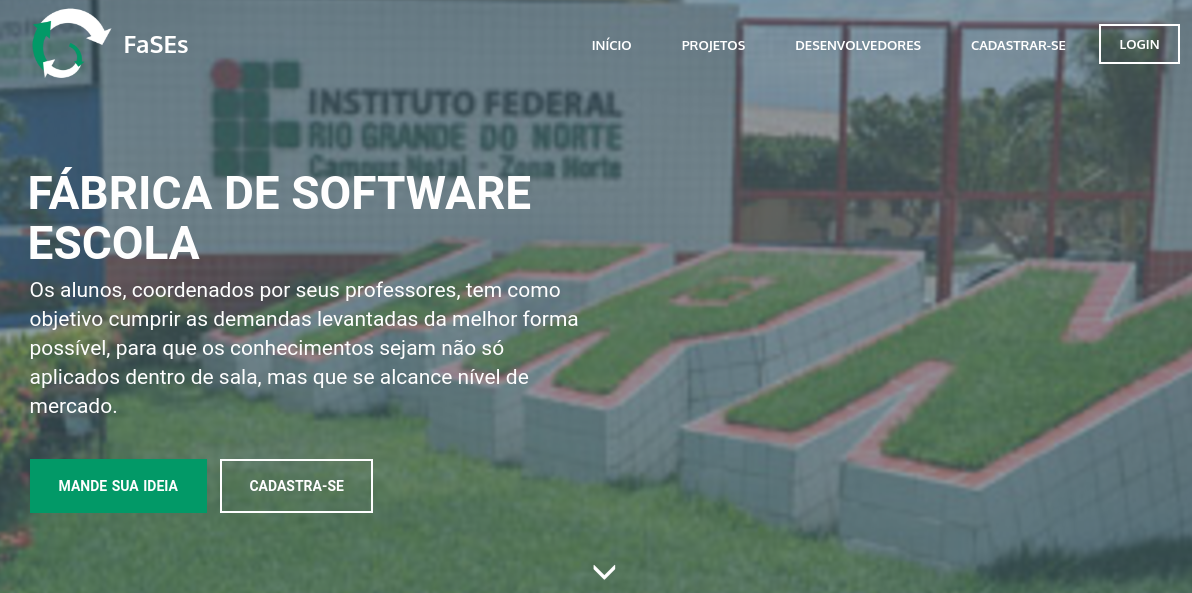 FaSEs
INÍCIO
PROJETOS
DESENVOLVEDORES
CADASTRAR-SE
LOGIN
INSTITUTO FEDERAL
RIO GRANDE DO NORTE
Campus Natal - Zona Norte
FÁBRICA DE SOFTWARE
ESCOLA
Os alunos, coordenados por seus professores, tem como
objetivo cumprir as demandas levantadas da melhor forma
possível, para que os conhecimentos sejam não só
aplicados dentro de sala, mas que se alcance nível de
mercado.
MANDE SUA IDEIA
CADASTRA-SE
IFRN